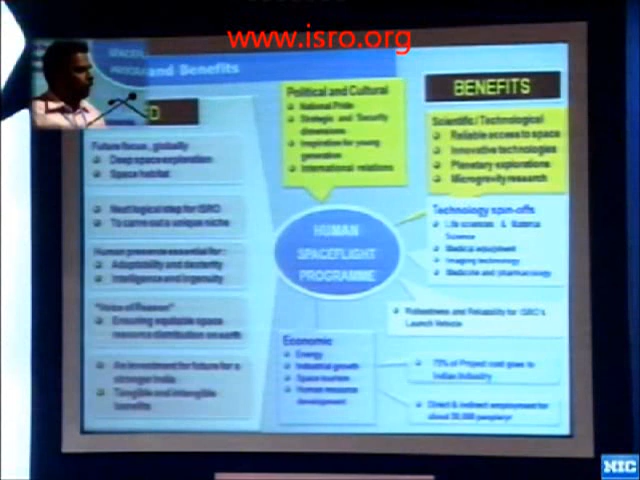 www.isro.org
SPACEFL
PROGRAM
and Benefits
D
Future focus, globally
Deep space exploration
Space habitat
Next logical step for ISRO
To carve out a unique niche
Human presence essential for :
Adaptability and dexterity
Intelligence and ingenuity
"Voice of Reason"
Ensuring equitable space
resource distribution on earth
An investment for future for a
stronger India
Tangible and intangible
benefits
Political and Cultural
National Pride
Strategic and Security
dimensions
Inspiration for young
generation
International relations
HUMAN
SPACEFLIGHT
PROGRAMME
Economic
Energy
Industrial growth
Space tourism
Human resource
development
BENEFITS
Scientific / Technological
Reliable access to space
Innovative technologies
Planetary explorations
Microgravity research
Technology spin-offs
Life sciences & Material
Science
Medical equipment
Imaging technology
Medicine and pharmacology
Robustness and Reliability for ISRO's
Launch Vehicle
of Project cost goes to
Indian Industry
Direct & indirect employment for
about
NIC